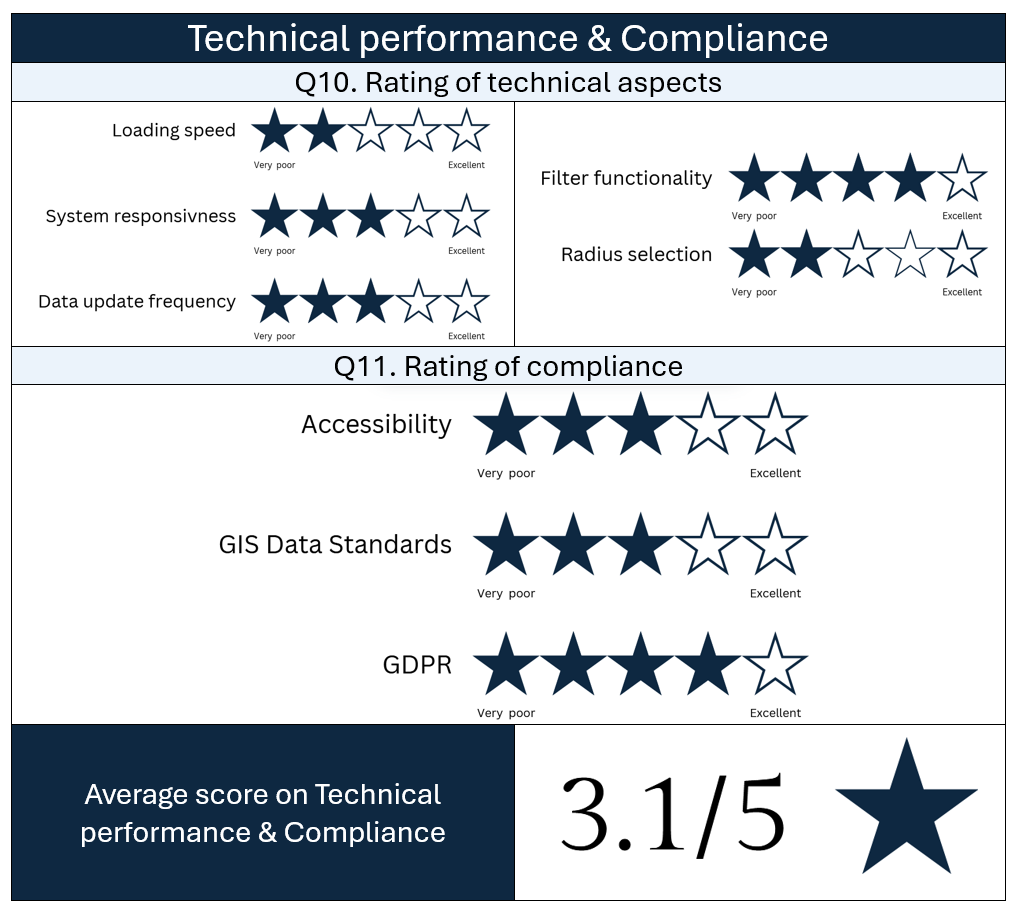 Technical performance & Compliance
Q10. Rating of technical aspects
Loading speed
Very poor
Excellent
System responsivness
Very poor
Excellent
Data update frequency
Very poor
Excellent
Filter functionality
Very poor
Excellent
Radius selection
Very poor
Excellent
Q11. Rating of compliance
Accessibility
Very poor
Excellent
GIS Data Standards
Very poor
Excellent
GDPR
Very poor
Excellent
Average score on Technical
performance & Compliance
3.1/5